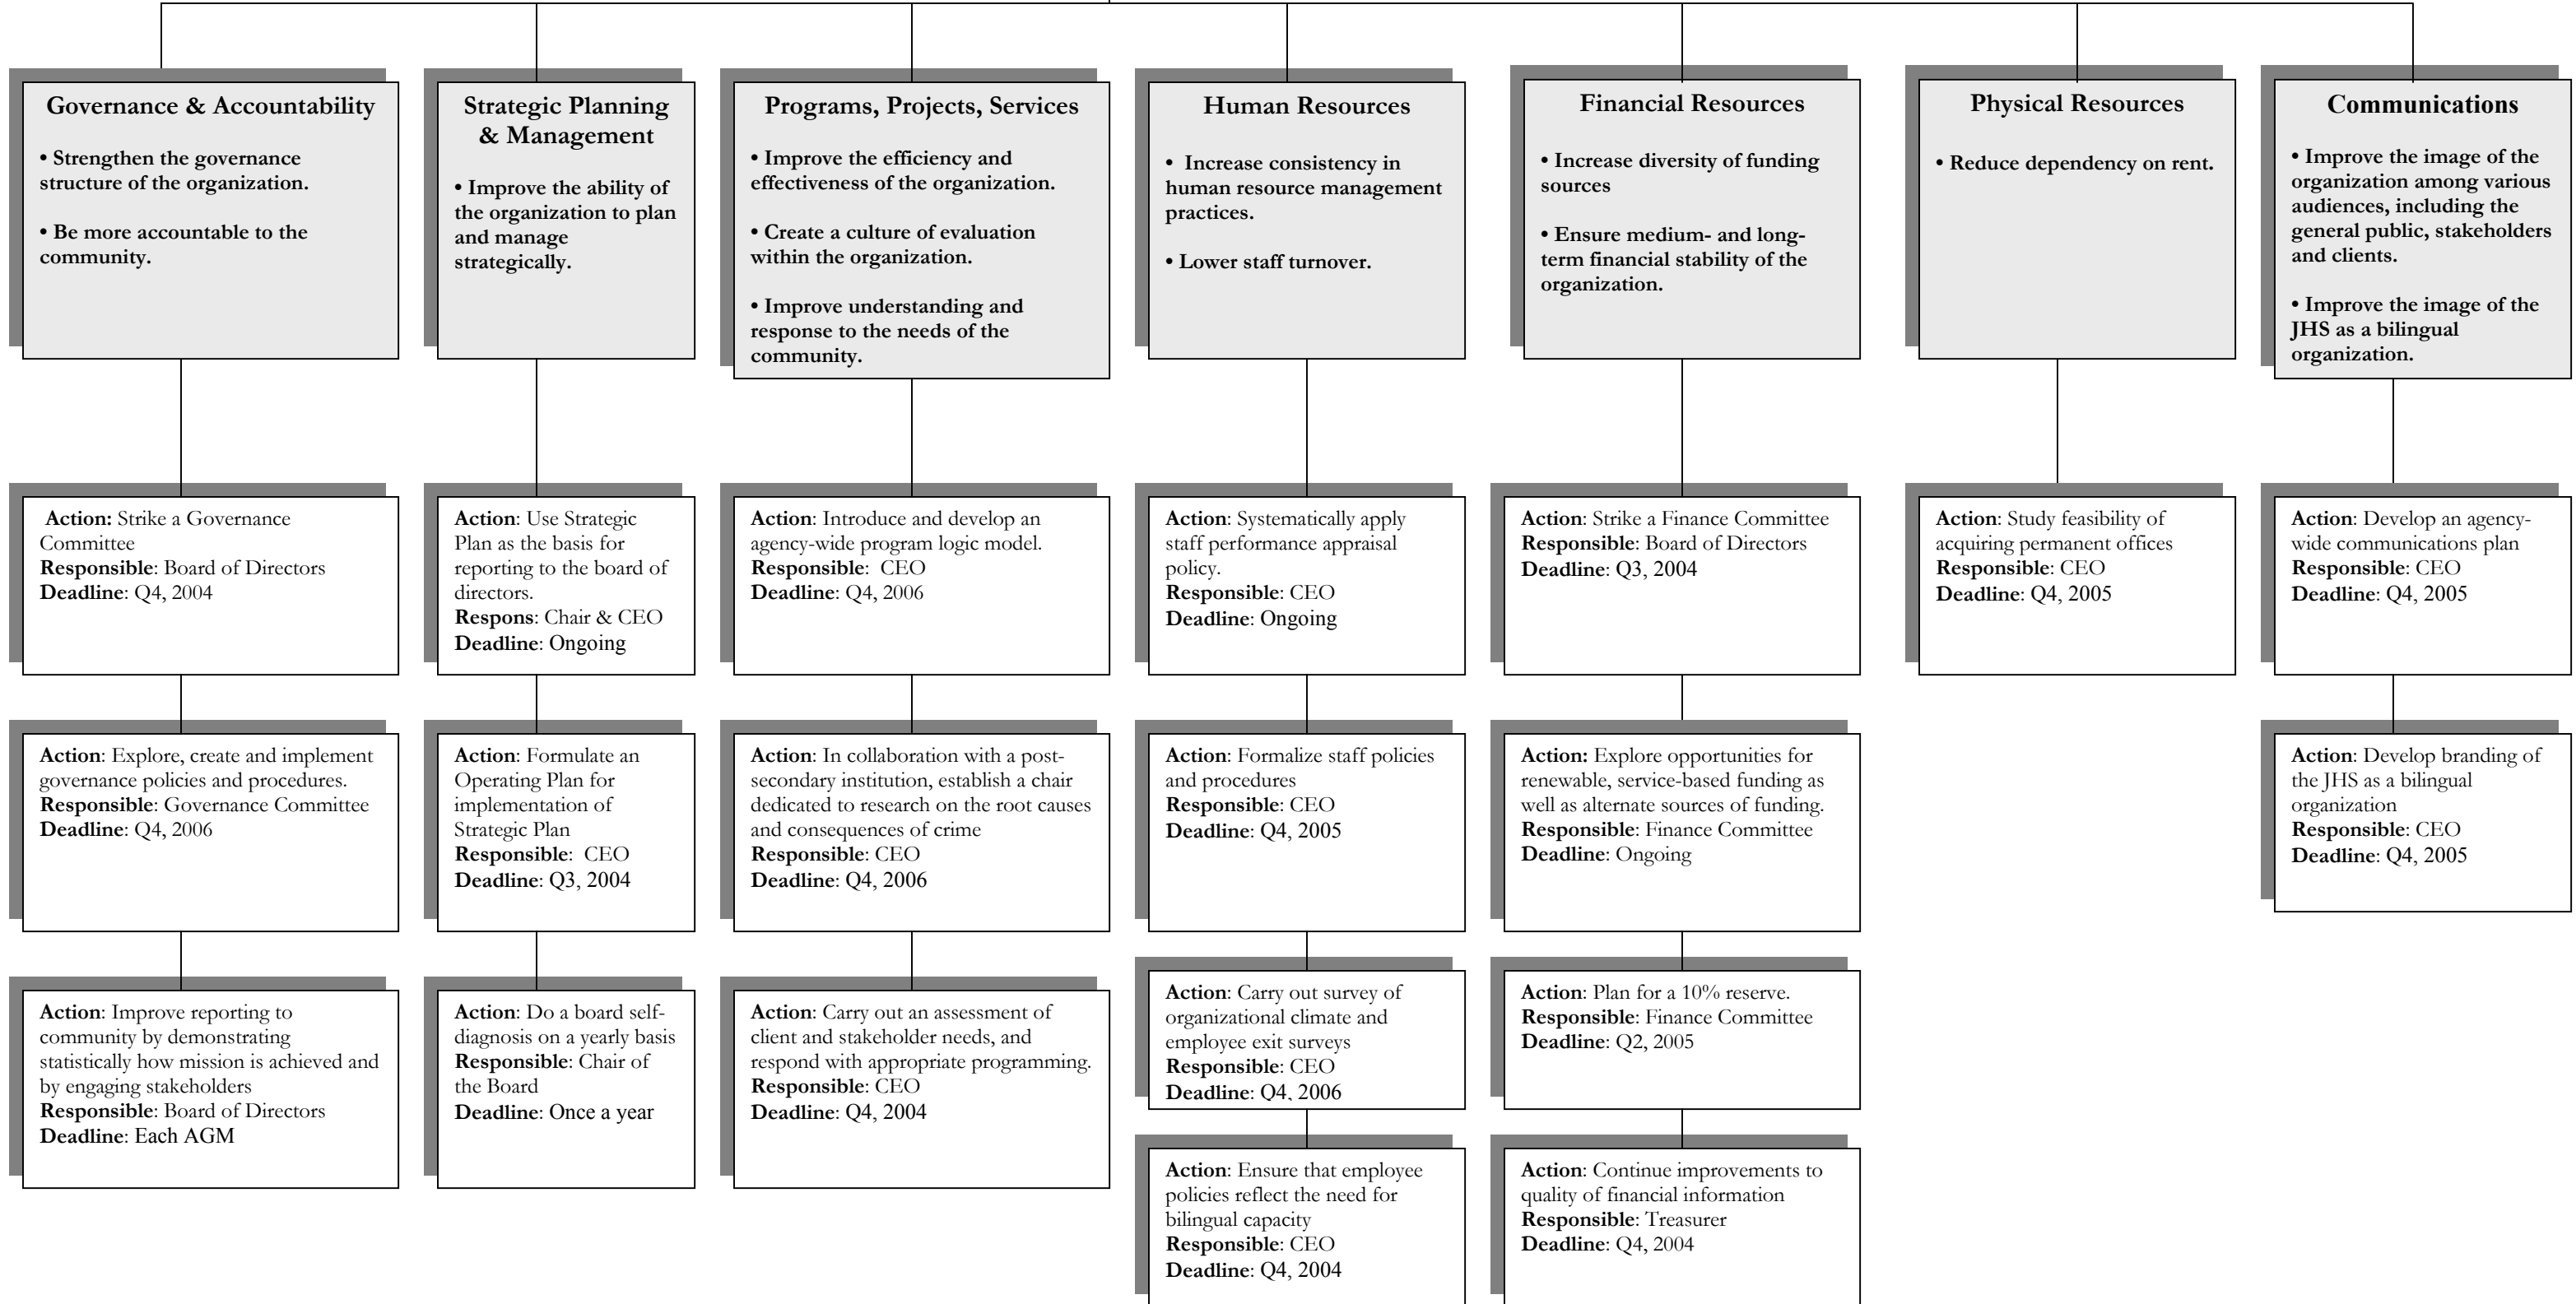 Governance & Accountability
• Strengthen the governance
structure of the organization.
• Be more accountable to the
community.
Strategic Planning
& Management
• Improve the ability of
the organization to plan
and manage
strategically.
Programs, Projects, Services
• Improve the efficiency and
effectiveness of the organization.
• Create a culture of evaluation
within the organization.
• Improve understanding and
response to the needs of the
community.
Human Resources
• Increase consistency in
human resource management
practices.
• Lower staff turnover.
Financial Resources
• Increase diversity of funding
sources
• Ensure medium- and long-
term financial stability of the
organization.
Physical Resources
• Reduce dependency on rent.
Communications
• Improve the image of the
organization among various
audiences, including the
general public, stakeholders
and clients.
• Improve the image of the
JHS as a bilingual
organization.
Action: Strike a Governance
Committee
Responsible: Board of Directors
Deadline: Q4, 2004
Action: Use Strategic
Plan as the basis for
reporting to the board of
directors.
Respons: Chair & CEO
Deadline: Ongoing
Action: Introduce and develop an
agency-wide program logic model.
Responsible: CEO
Deadline: Q4, 2006
Action: Systematically apply
staff performance appraisal
policy.
Responsible: CEO
Deadline: Ongoing
Action: Strike a Finance Committee
Responsible: Board of Directors
Deadline: Q3, 2004
Action: Study feasibility of
acquiring permanent offices
Responsible: CEO
Deadline: Q4, 2005
Action: Develop an agency-
wide communications plan
Responsible: CEO
Deadline: Q4, 2005
Action: Explore, create and implement
governance policies and procedures.
Responsible: Governance Committee
Deadline: Q4, 2006
Action: Formulate an
Operating Plan for
implementation of
Strategic Plan
Responsible: CEO
Deadline: Q3, 2004
Action: In collaboration with a post-
secondary institution, establish a chair
dedicated to research on the root causes
and consequences of crime
Responsible: CEO
Deadline: Q4, 2006
Action: Formalize staff policies
and procedures
Responsible: CEO
Deadline: Q4, 2005
Action: Explore opportunities for
renewable, service-based funding as
well as alternate sources of funding.
Responsible: Finance Committee
Deadline: Ongoing
Action: Develop branding of
the JHS as a bilingual
organization
Responsible: CEO
Deadline: Q4, 2005
Action: Improve reporting to
community by demonstrating
statistically how mission is achieved and
by engaging stakeholders
Responsible: Board of Directors
Deadline: Each AGM
Action: Do a board self-
diagnosis on a yearly basis
Responsible: Chair of
the Board
Deadline: Once a year
Action: Carry out an assessment of
client and stakeholder needs, and
respond with appropriate programming.
Responsible: CEO
Deadline: Q4, 2004
Action: Carry out survey of
organizational climate and
employee exit surveys
Responsible: CEO
Deadline: Q4, 2006
Action: Plan for a 10% reserve.
Responsible: Finance Committee
Deadline: Q2, 2005
Action: Ensure that employee
policies reflect the need for
bilingual capacity
Responsible: CEO
Deadline: Q4, 2004
Action: Continue improvements to
quality of financial information
Responsible: Treasurer
Deadline: Q4, 2004